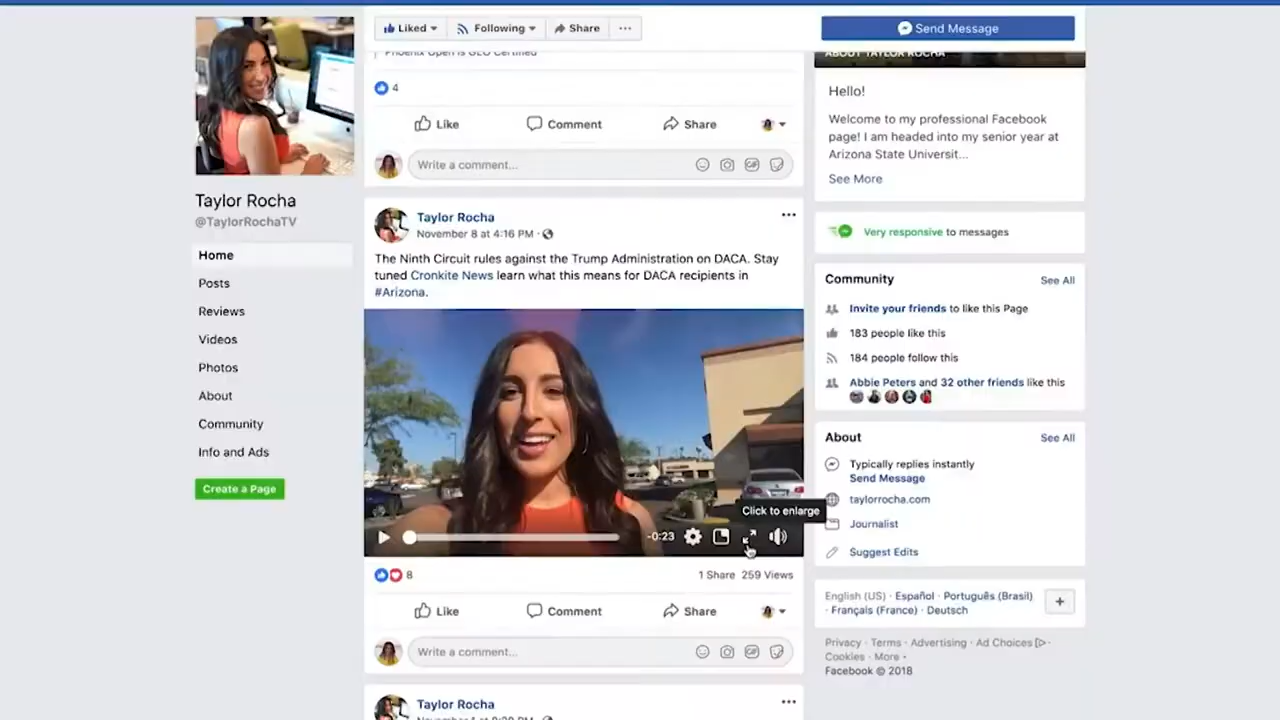 Liked
Following
Share
Send Message
Phoenix Open is GEO Certified
4
Like
Comment
Share
Write a comment...
Taylor Rocha
@TaylorRochaTV
Home
Posts
Reviews
Videos
Photos
About
Community
Info and Ads
Create a Page
Taylor Rocha
November 8 at 4:16 PM ·
The Ninth Circuit rules against the Trump Administration on DACA. Stay
tuned Cronkite News learn what this means for DACA recipients in
#Arizona.
Click to enlarge
-0:23
8
1 Share 259 Views
Like
Comment
Share
Write a comment...
Taylor Rocha
ABOUT TAYLOR ROCHA
Hello!
Welcome to my professional Facebook
page! I am headed into my senior year at
Arizona State Universit...
See More
Very responsive to messages
Community
See All
Invite your friends to like this Page
183 people like this
184 people follow this
Abbie Peters and 32 other friends like this
About
See All
Typically replies instantly
Send Message
taylorrocha.com
Journalist
Suggest Edits
English (US) · Español · Português (Brasil)
· Français (France) · Deutsch
Privacy · Terms · Advertising · Ad Choices ·
Cookies · More
Facebook © 2018